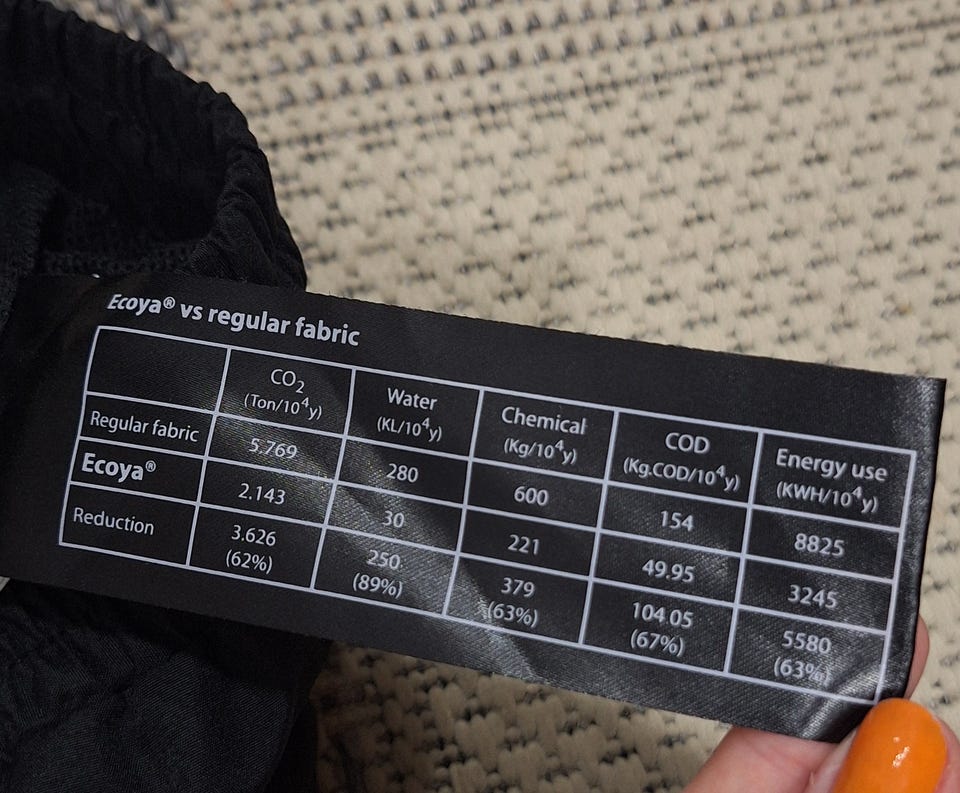 Ecoya® vs regular fabric
CO₂ Water Chemical COD Energy use
(Ton/10⁴y) (KL/10⁴y) (Kg/10⁴y) (Kg.COD/10⁴y) (KWH/10⁴y)
Regular fabric 5.769 280 600 154 8825
Ecoya® 2.143 30 221 49.95 3245
Reduction 3.626 250 379 104.05 5580
(62%) (89%) (63%) (67%) (63%)